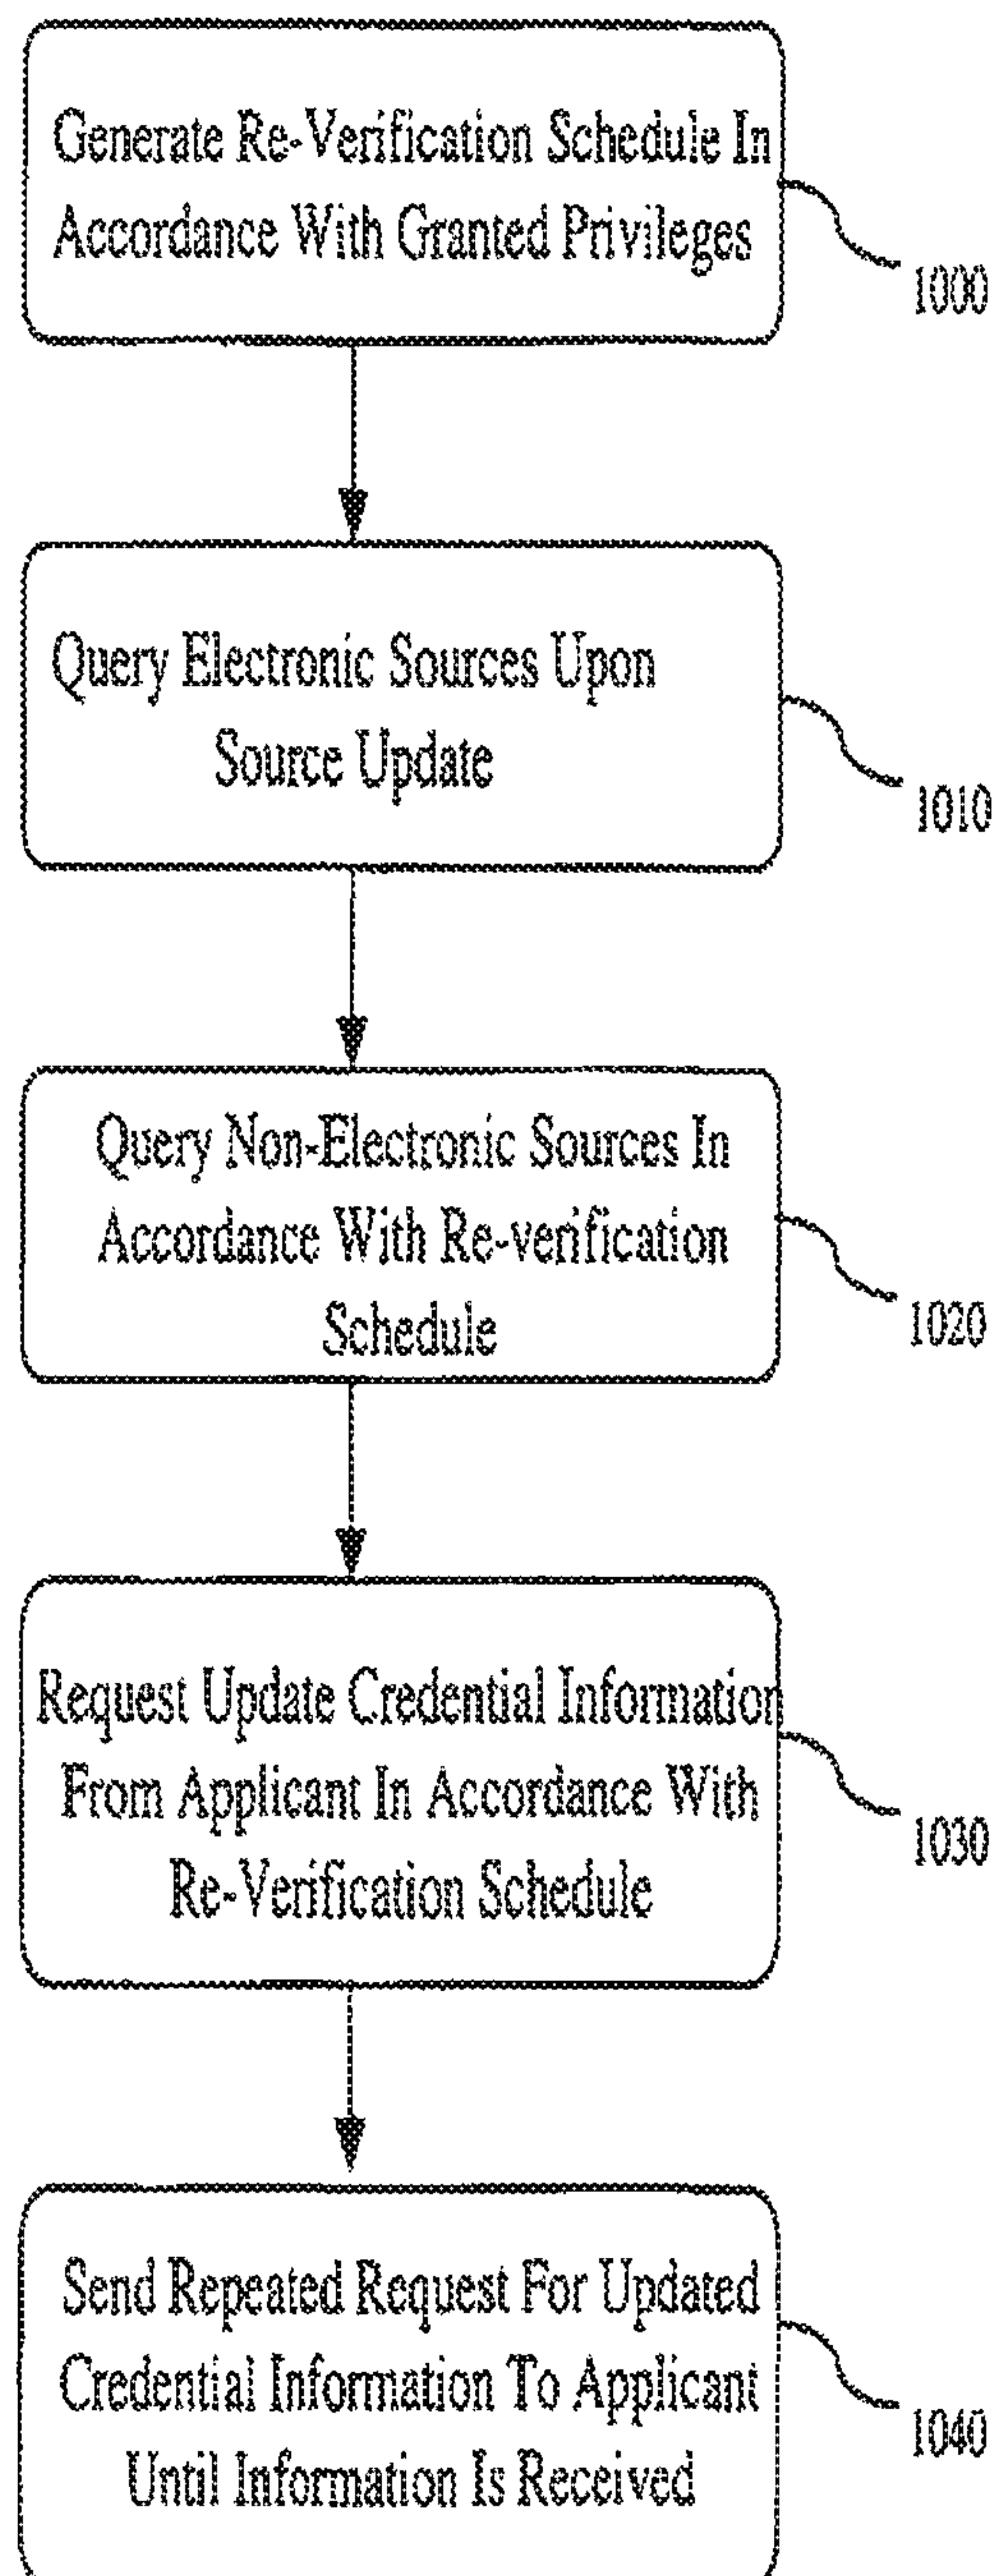 Generate Re-Verification Schedule In
Accordance With Granted Privileges
1000
Query Electronic Sources Upon
Source Update
1010
Query Non-Electronic Sources In
Accordance With Re-verification
Schedule
1020
Request Update Credential Information
From Applicant In Accordance With
Re-Verification Schedule
1030
Send Repeated Request For Updated
Credential Information To Applicant
Until Information Is Received
1040